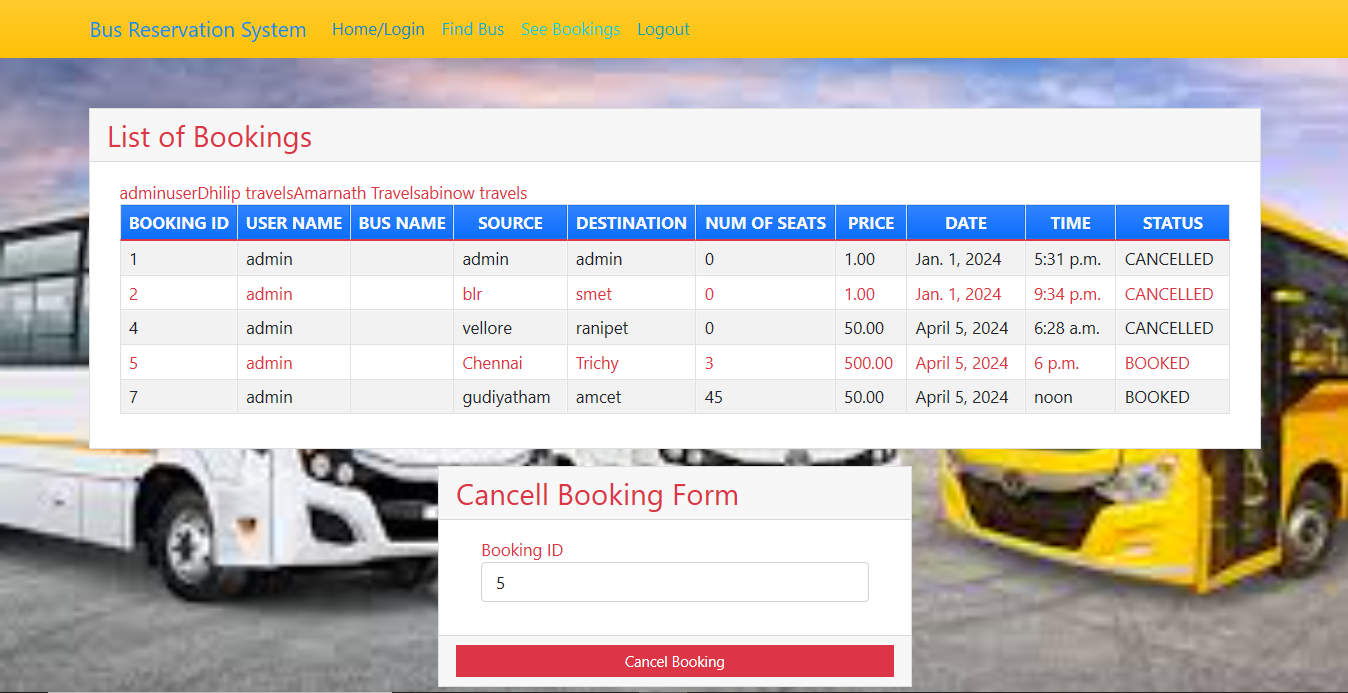 Bus Reservation System Home/Login Find Bus See Bookings Logout
List of Bookings
adminuserDhilip travelsAmarnath Travelsabinow travels
BOOKING ID USER NAME BUS NAME SOURCE DESTINATION NUM OF SEATS PRICE DATE TIME STATUS
1 admin admin admin 0 1.00 Jan. 1, 2024 5:31 p.m. CANCELLED
2 admin blr smet 0 1.00 Jan. 1, 2024 9:34 p.m. CANCELLED
4 admin vellore ranipet 0 50.00 April 5, 2024 6:28 a.m. CANCELLED
5 admin Chennai Trichy 3 500.00 April 5, 2024 6 p.m. BOOKED
7 admin gudiyatham amcet 45 50.00 April 5, 2024 noon BOOKED
Cancell Booking Form
Booking ID
5
Cancel Booking